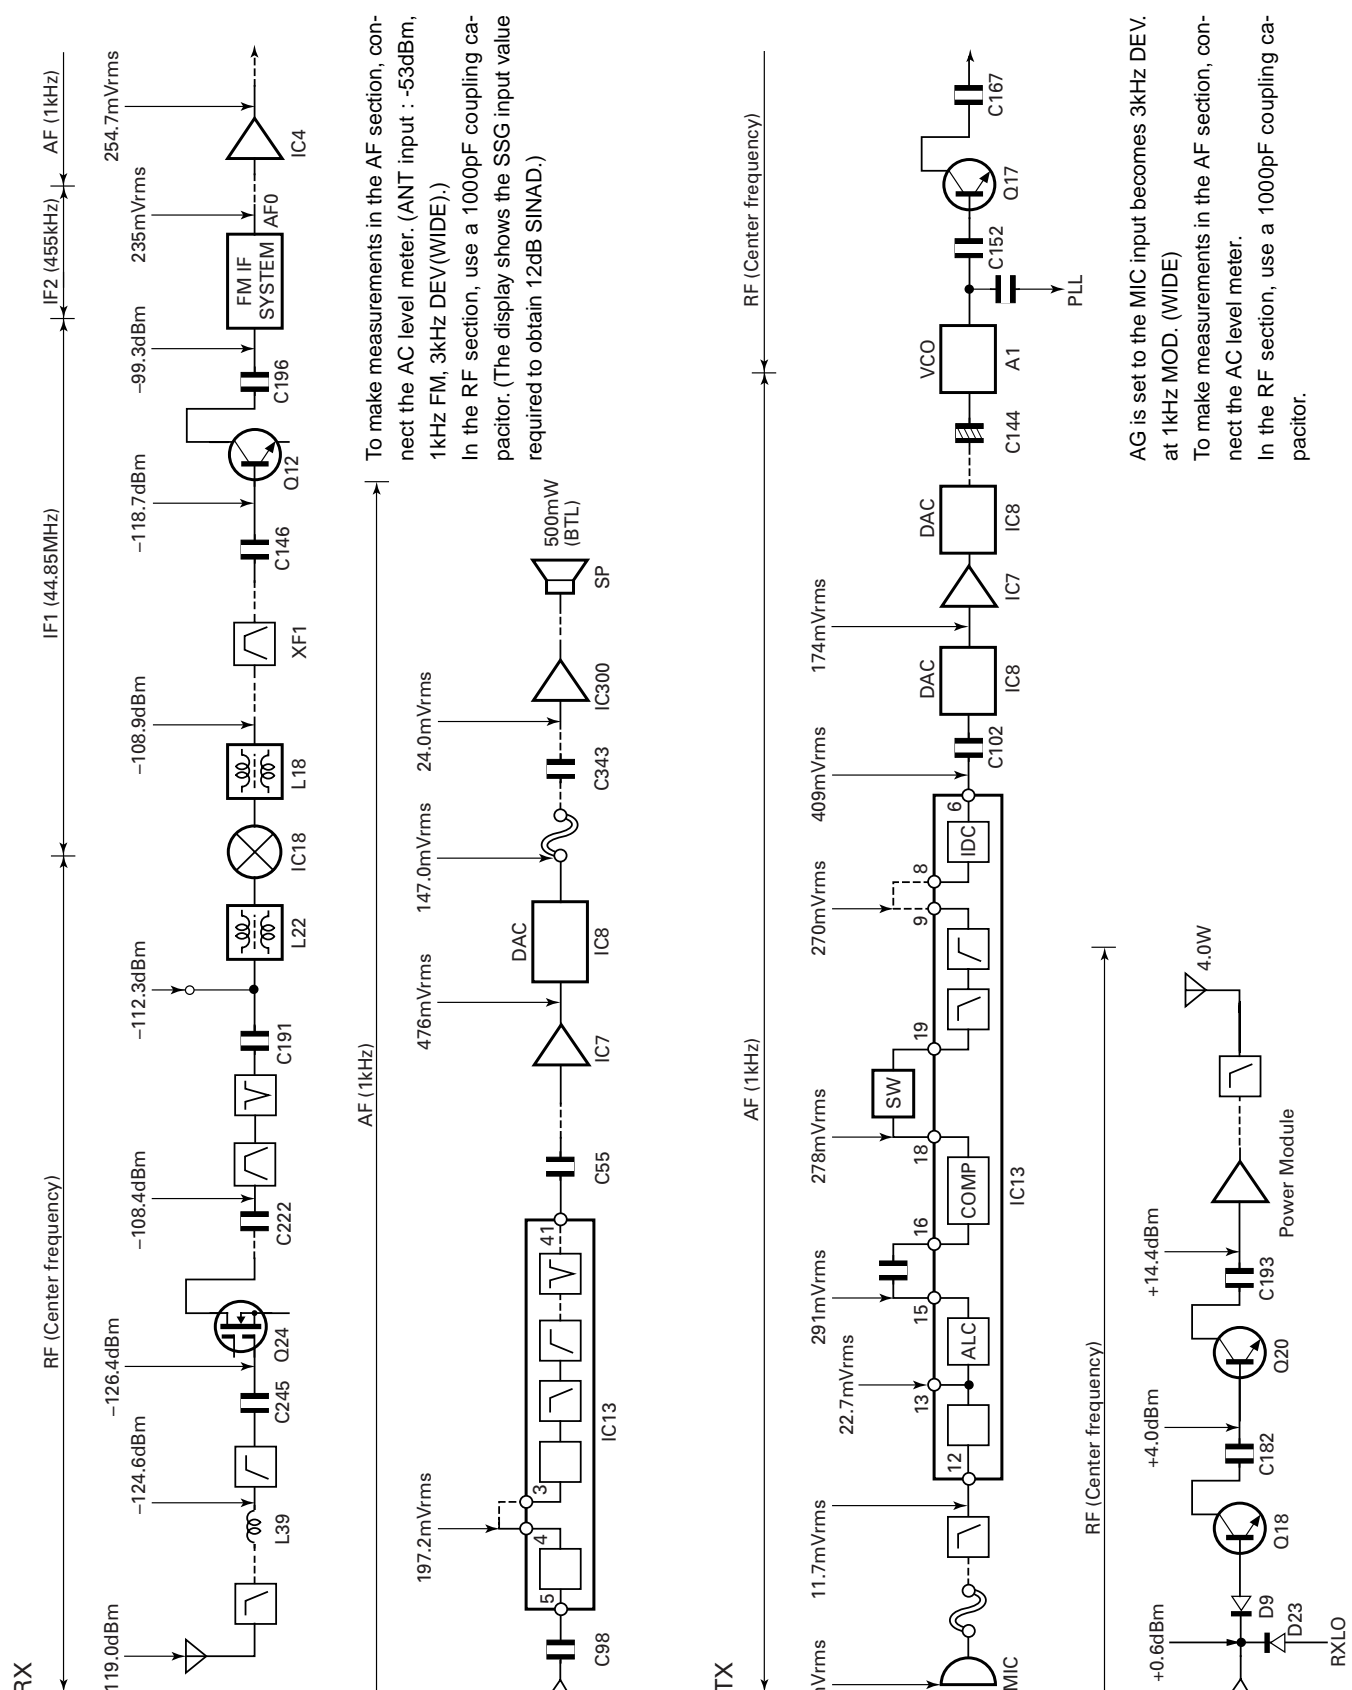 RX
RF (Center frequency)
IF1 (44.85MHz)
IF2 (455kHz)
AF (1kHz)
119.0dBm
−124.6dBm
−126.4dBm
−108.4dBm
−112.3dBm
−108.9dBm
−118.7dBm
−99.3dBm
235mVrms
254.7mVrms
L39
C245
Q24
C222
C191
L22
IC18
L18
XF1
C146
Q12
C196
FM IF
SYSTEM
AF0
IC4
AF (1kHz)
197.2mVrms
476mVrms
147.0mVrms
24.0mVrms
C98
5
4
3
41
IC13
C55
IC7
DAC
IC8
C343
IC300
SP
500mW
(BTL)
To make measurements in the AF section, con-
nect the AC level meter. (ANT input : -53dBm,
1kHz FM, 3kHz DEV(WIDE).)
In the RF section, use a 1000pF coupling ca-
pacitor. (The display shows the SSG input value
required to obtain 12dB SINAD.)
TX
AF (1kHz)
RF (Center frequency)
Vrms
11.7mVrms
22.7mVrms
291mVrms
278mVrms
270mVrms
409mVrms
174mVrms
MIC
12
13
ALC
15
16
COMP
18
SW
19
9
8
IDC
6
IC13
C102
DAC
IC8
IC7
DAC
IC8
C144
VCO
A1
PLL
C152
Q17
C167
RF (Center frequency)
+0.6dBm
+4.0dBm
+14.4dBm
4.0W
RXLO
D23
D9
Q18
C182
Q20
C193
Power Module
AG is set to the MIC input becomes 3kHz DEV.
at 1kHz MOD. (WIDE)
To make measurements in the AF section, con-
nect the AC level meter.
In the RF section, use a 1000pF coupling ca-
pacitor.